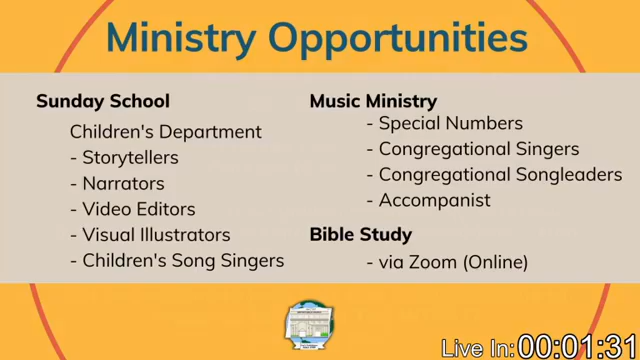 Ministry Opportunities
Sunday School
Children's Department
- Storytellers
- Narrators
- Video Editors
- Visual Illustrators
- Children's Song Singers
Music Ministry
- Special Numbers
- Congregational Singers
- Congregational Songleaders
- Accompanist
Bible Study
- via Zoom (Online)
Live In: 00:01:31